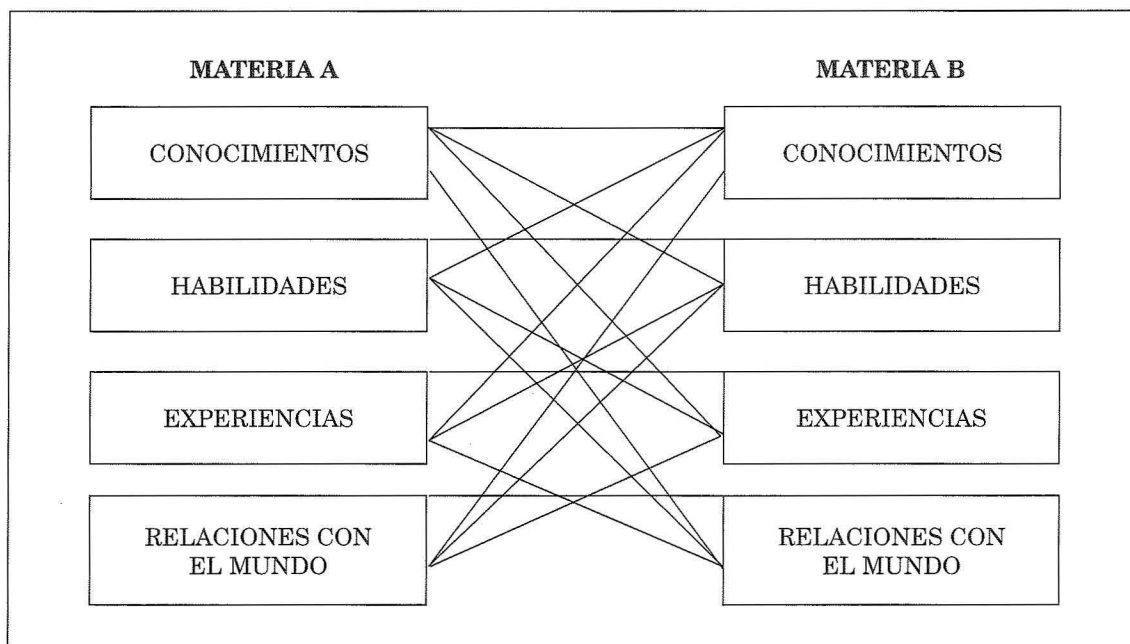 MATERIA A
MATERIA B
CONOCIMIENTOS
CONOCIMIENTOS
HABILIDADES
HABILIDADES
EXPERIENCIAS
EXPERIENCIAS
RELACIONES CON
EL MUNDO
RELACIONES CON
EL MUNDO